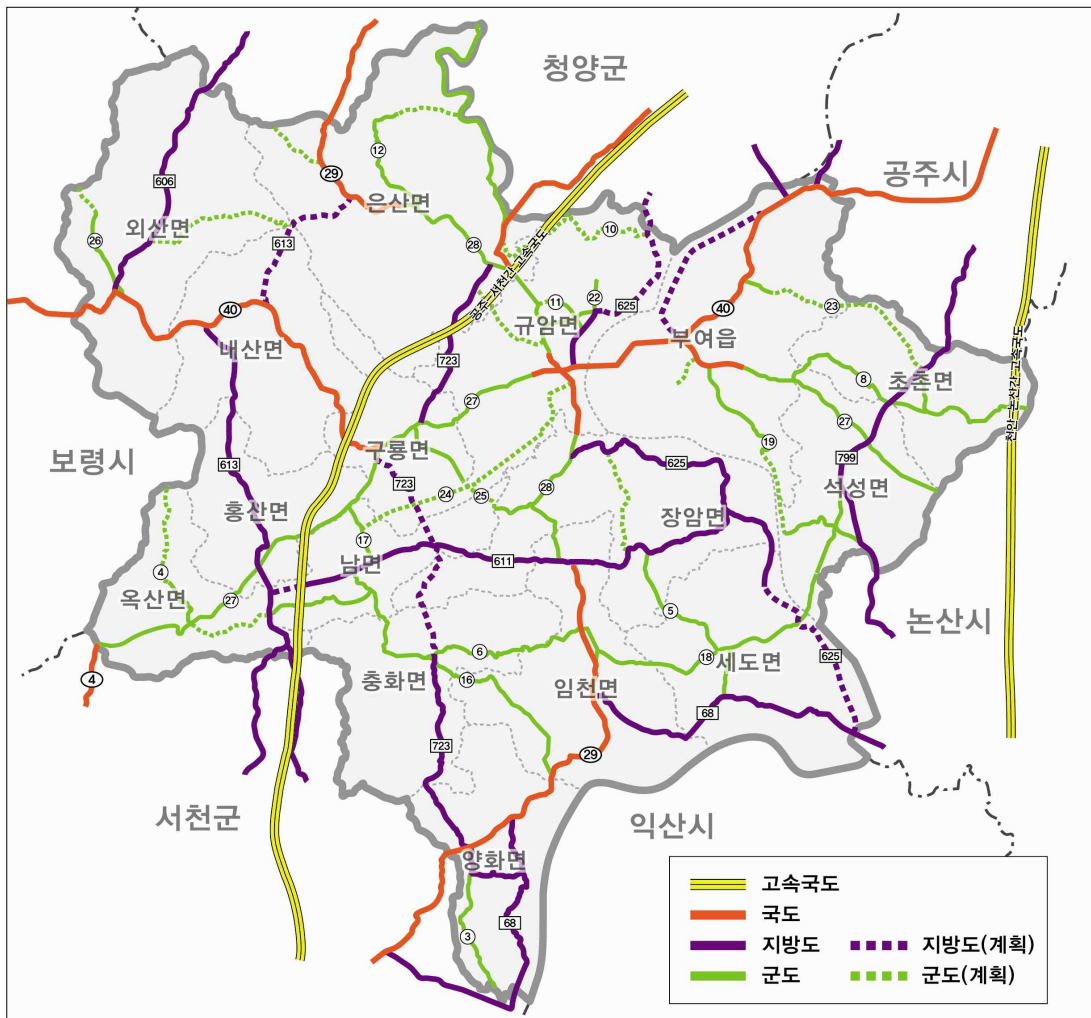 청양군
12
606
29
은산면
공주시
외산면
10
26
613
28
공주-서천간 고속국도
22
625
11
규암면
40
부여읍
23
40
내산면
723
8
초촌면
천안-논산간 고속국도
27
27
구룡면
19
보령시
625
799
613
723
24
25
28
석성면
장암면
홍산면
17
남면
611
4
옥산면
27
5
논산시
6
18
세도면
625
4
충화면
16
임천면
68
723
29
서천군
익산시
양화면
68
3
고속국도
국도
지방도 지방도(계획)
군도 군도(계획)